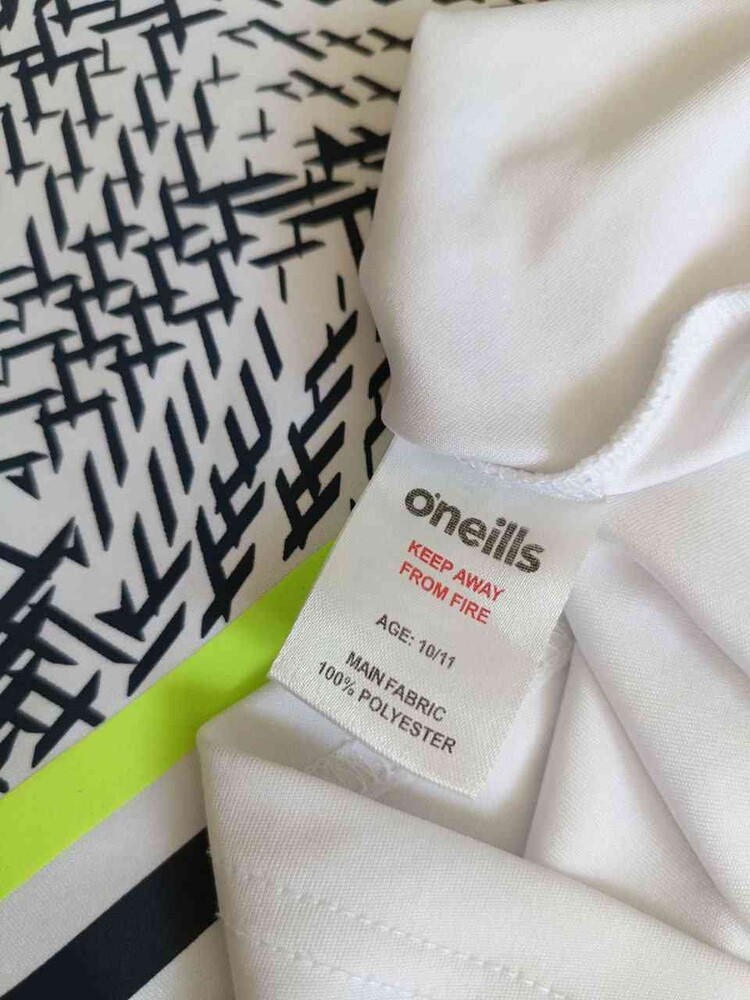 o'neills
KEEP AWAY
FROM FIRE
AGE: 10/11
MAIN FABRIC
100% POLYESTER